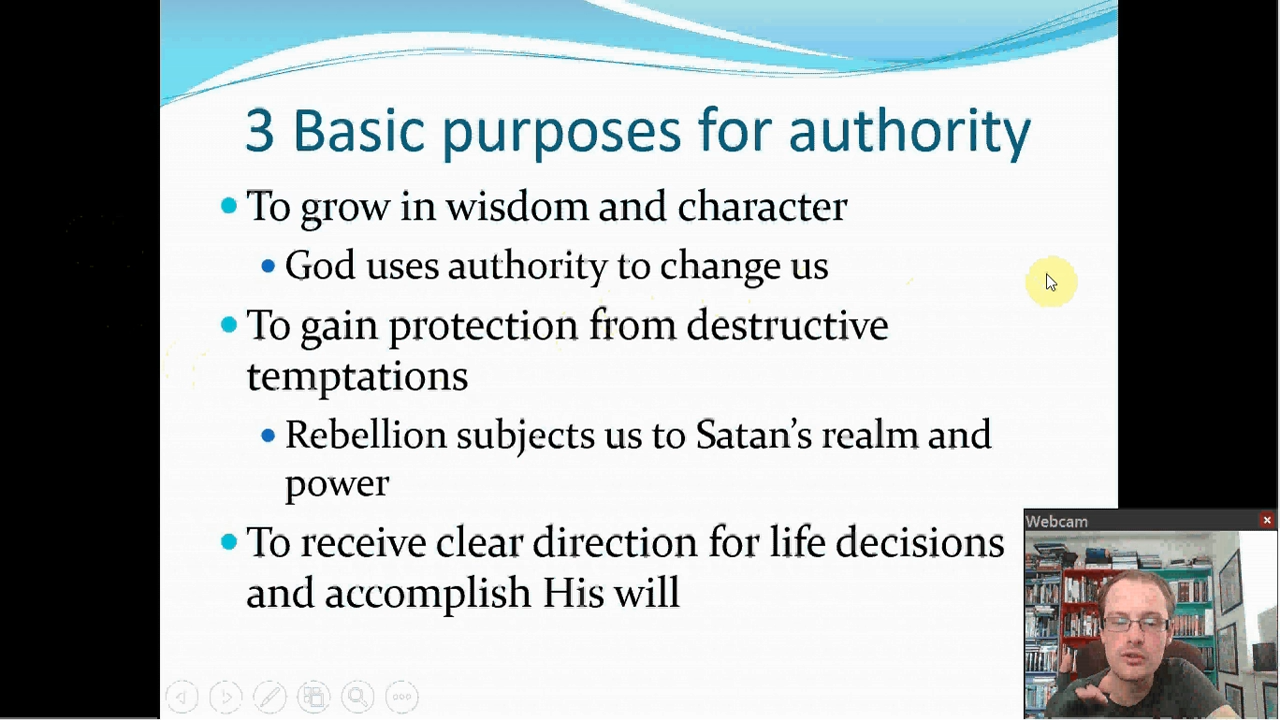 3 Basic purposes for authority
To grow in wisdom and character
God uses authority to change us
To gain protection from destructive
temptations
Rebellion subjects us to Satan’s realm and
power
To receive clear direction for life decisions
and accomplish His will
Webcam